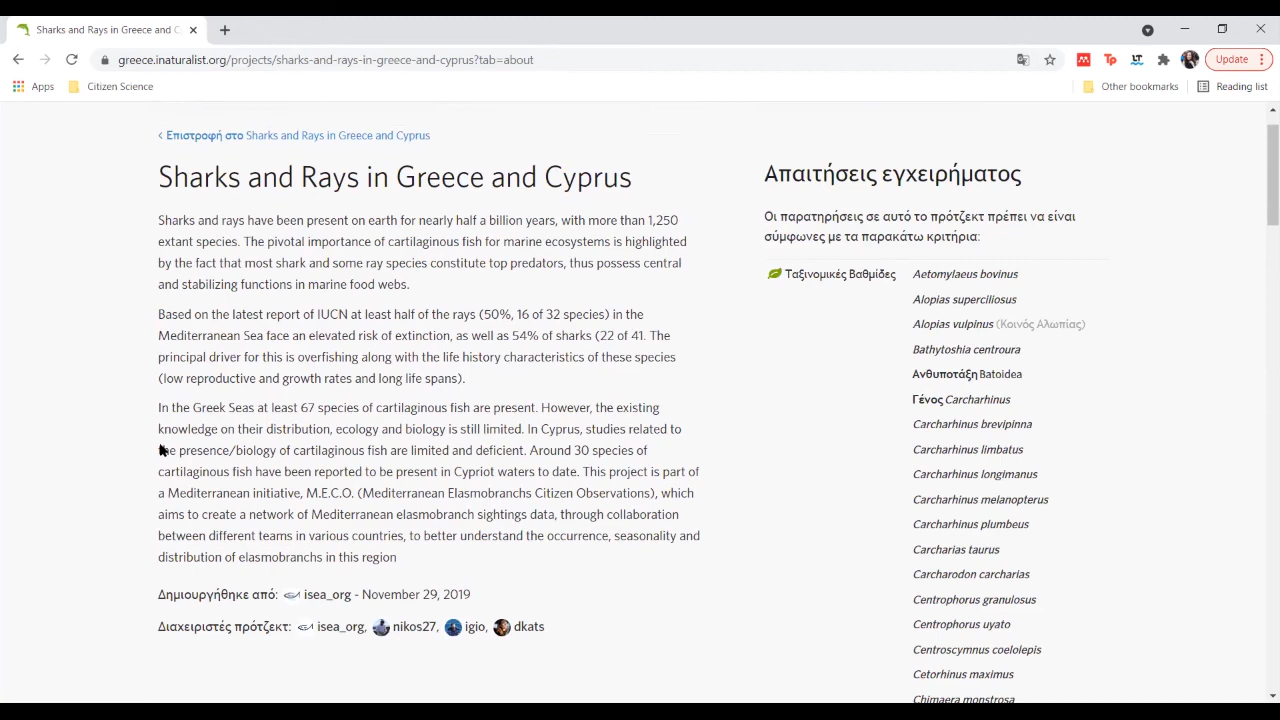 Sharks and Rays in Greece and C
greece.inaturalist.org/projects/sharks-and-rays-in-greece-and-cyprus?tab=about
Tp
LT
Update
Apps
Citizen Science
Other bookmarks
Reading list
‹ Επιστροφή στο Sharks and Rays in Greece and Cyprus
Sharks and Rays in Greece and Cyprus
Sharks and rays have been present on earth for nearly half a billion years, with more than 1,250
extant species. The pivotal importance of cartilaginous fish for marine ecosystems is highlighted
by the fact that most shark and some ray species constitute top predators, thus possess central
and stabilizing functions in marine food webs.
Based on the latest report of IUCN at least half of the rays (50%, 16 of 32 species) in the
Mediterranean Sea face an elevated risk of extinction, as well as 54% of sharks (22 of 41. The
principal driver for this is overfishing along with the life history characteristics of these species
(low reproductive and growth rates and long life spans).
In the Greek Seas at least 67 species of cartilaginous fish are present. However, the existing
knowledge on their distribution, ecology and biology is still limited. In Cyprus, studies related to
the presence/biology of cartilaginous fish are limited and deficient. Around 30 species of
cartilaginous fish have been reported to be present in Cypriot waters to date. This project is part of
a Mediterranean initiative, M.E.C.O. (Mediterranean Elasmobranchs Citizen Observations), which
aims to create a network of Mediterranean elasmobranch sightings data, through collaboration
between different teams in various countries, to better understand the occurrence, seasonality and
distribution of elasmobranchs in this region
Δημιουργήθηκε από: isea_org - November 29, 2019
Διαχειριστές πρότζεκτ: isea_org, nikos27, igio, dkats
Απαιτήσεις εγχειρήματος
Οι παρατηρήσεις σε αυτό το πρότζεκτ πρέπει να είναι
σύμφωνες με τα παρακάτω κριτήρια:
Ταξινομικές Βαθμίδες
Aetomylaeus bovinus
Alopias superciliosus
Alopias vulpinus (Κοινός Αλωπίας)
Bathytoshia centroura
Ανθυποτάξη Batoidea
Γένος Carcharhinus
Carcharhinus brevipinna
Carcharhinus limbatus
Carcharhinus longimanus
Carcharhinus melanopterus
Carcharhinus plumbeus
Carcharias taurus
Carcharodon carcharias
Centrophorus granulosus
Centrophorus uyato
Centroscymnus coelolepis
Cetorhinus maximus
Chimaera monstrosa